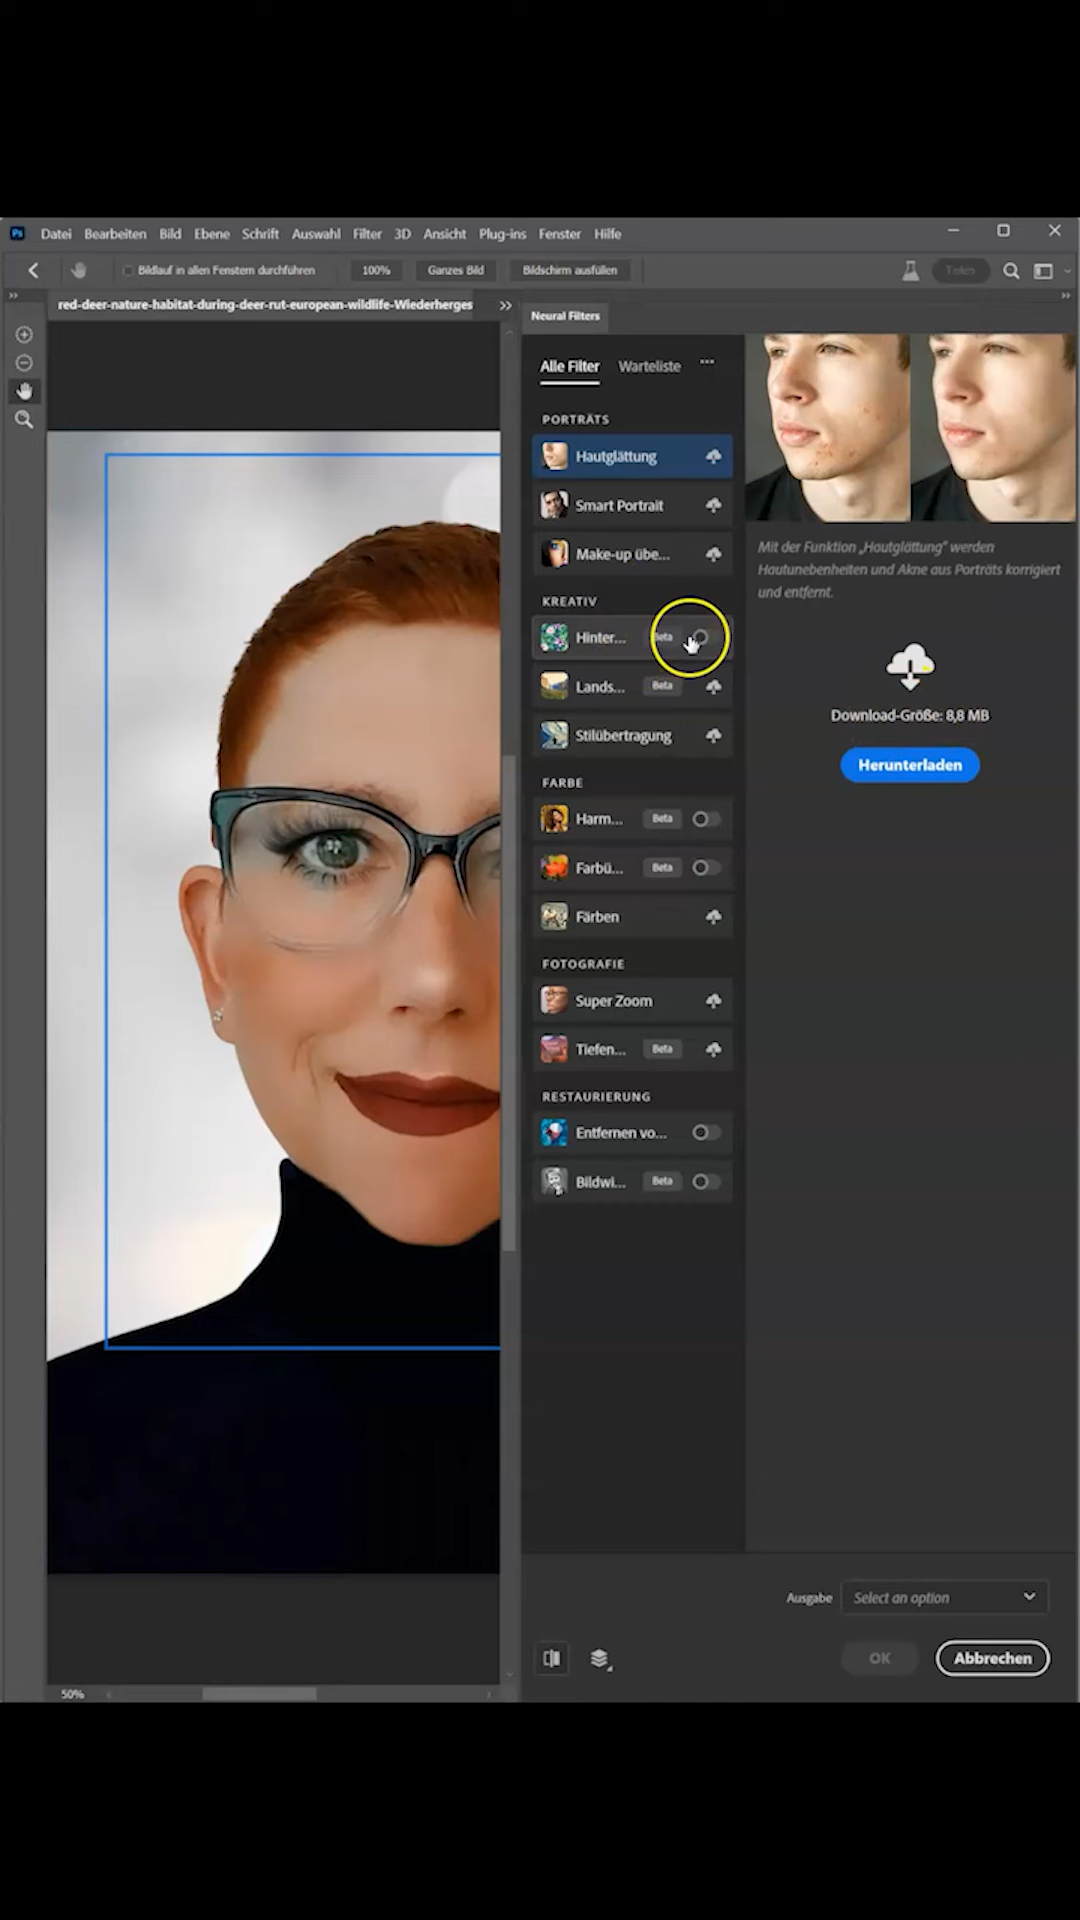 Ps Datei Bearbeiten Bild Ebene Schrift Auswahl Filter 3D Ansicht Plug-ins Fenster Hilfe
Bildlauf in allen Fenstern durchführen 100% Ganzes Bild Bildschirm ausfüllen Teilen
red-deer-nature-habitat-during-deer-rut-european-wildlife-Wiederherges
Neural Filters
Alle Filter Warteliste ...
PORTRÄTS
Hautglättung
Smart Portrait
Make-up übe...
KREATIV
Hinter... Beta
Lands... Beta
Stilübertragung
FARBE
Harm... Beta
Farbü... Beta
Färben
FOTOGRAFIE
Super Zoom
Tiefen... Beta
RESTAURIERUNG
Entfernen vo...
Bildwi... Beta
Mit der Funktion „Hautglättung" werden
Hautunebenheiten und Akne aus Porträts korrigiert
und entfernt.
Download-Größe: 8,8 MB
Herunterladen
Ausgabe Select an option
OK Abbrechen
50%